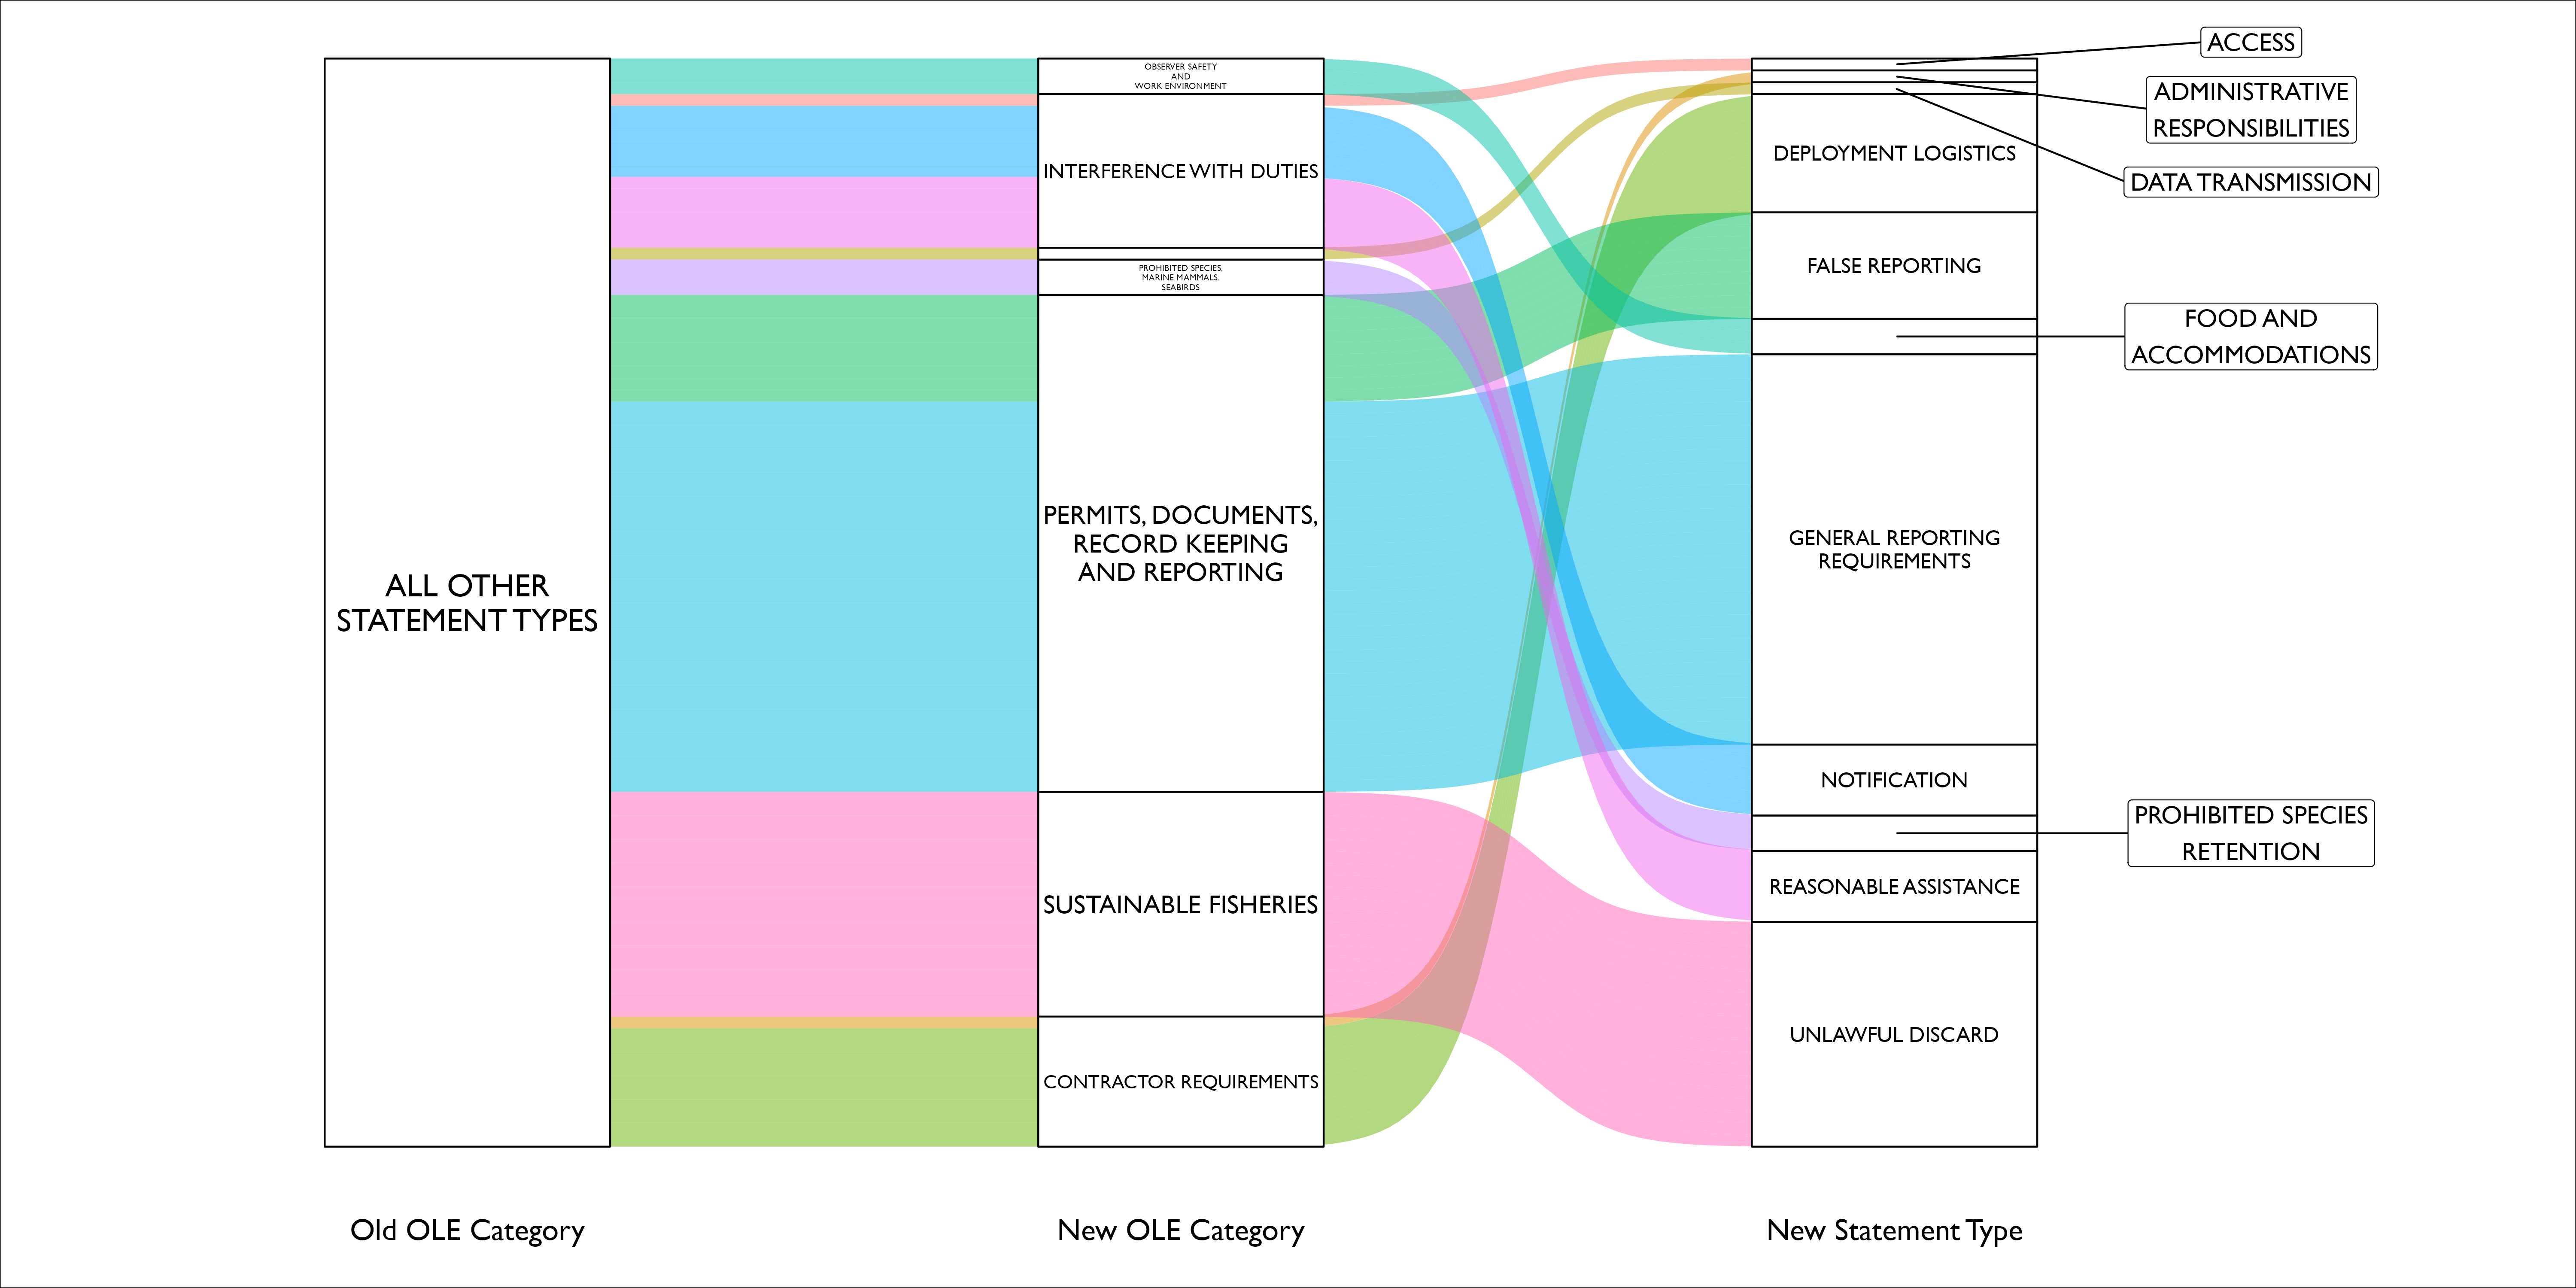 ALL OTHER
STATEMENT TYPES
OBSERVER SAFETY
AND
WORK ENVIRONMENT
INTERFERENCE WITH DUTIES
PROHIBITED SPECIES,
MARINE MAMMALS,
SEABIRDS
PERMITS, DOCUMENTS,
RECORD KEEPING
AND REPORTING
SUSTAINABLE FISHERIES
CONTRACTOR REQUIREMENTS
DEPLOYMENT LOGISTICS
FALSE REPORTING
GENERAL REPORTING
REQUIREMENTS
NOTIFICATION
REASONABLE ASSISTANCE
UNLAWFUL DISCARD
ACCESS
ADMINISTRATIVE
RESPONSIBILITIES
DATA TRANSMISSION
FOOD AND
ACCOMMODATIONS
PROHIBITED SPECIES
RETENTION
Old OLE Category
New OLE Category
New Statement Type